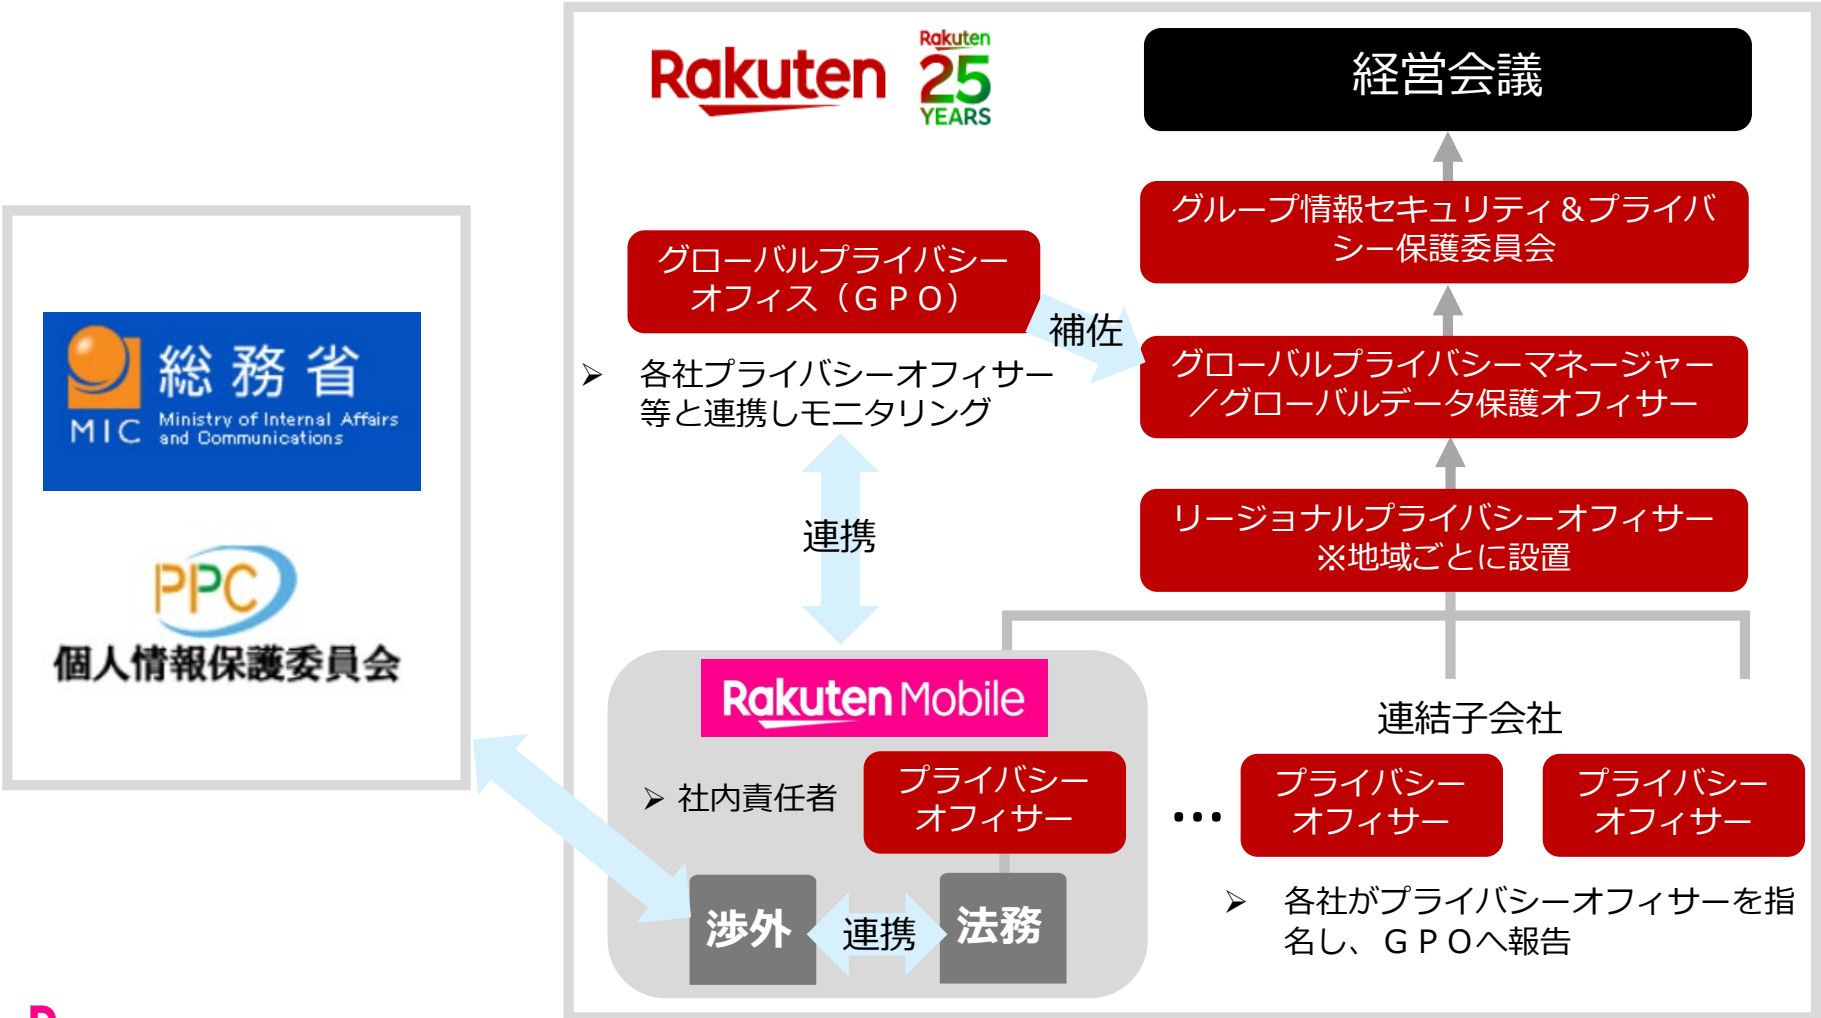 Rakuten
Rakuten
25
YEARS
経営会議
グループ情報セキュリティ＆プライバ
シー保護委員会
グローバルプライバシー
オフィス（ＧＰＯ）
補佐
グローバルプライバシーマネージャー
／グローバルデータ保護オフィサー
➢ 各社プライバシーオフィサー
等と連携しモニタリング
総務省
MIC
Ministry of Internal Affairs
and Communications
連携
リージョナルプライバシーオフィサー
※地域ごとに設置
PPC
個人情報保護委員会
Rakuten Mobile
連結子会社
➢ 社内責任者
プライバシー
オフィサー
…
プライバシー
オフィサー
プライバシー
オフィサー
渉外
連携
法務
➢ 各社がプライバシーオフィサーを指
名し、ＧＰＯへ報告